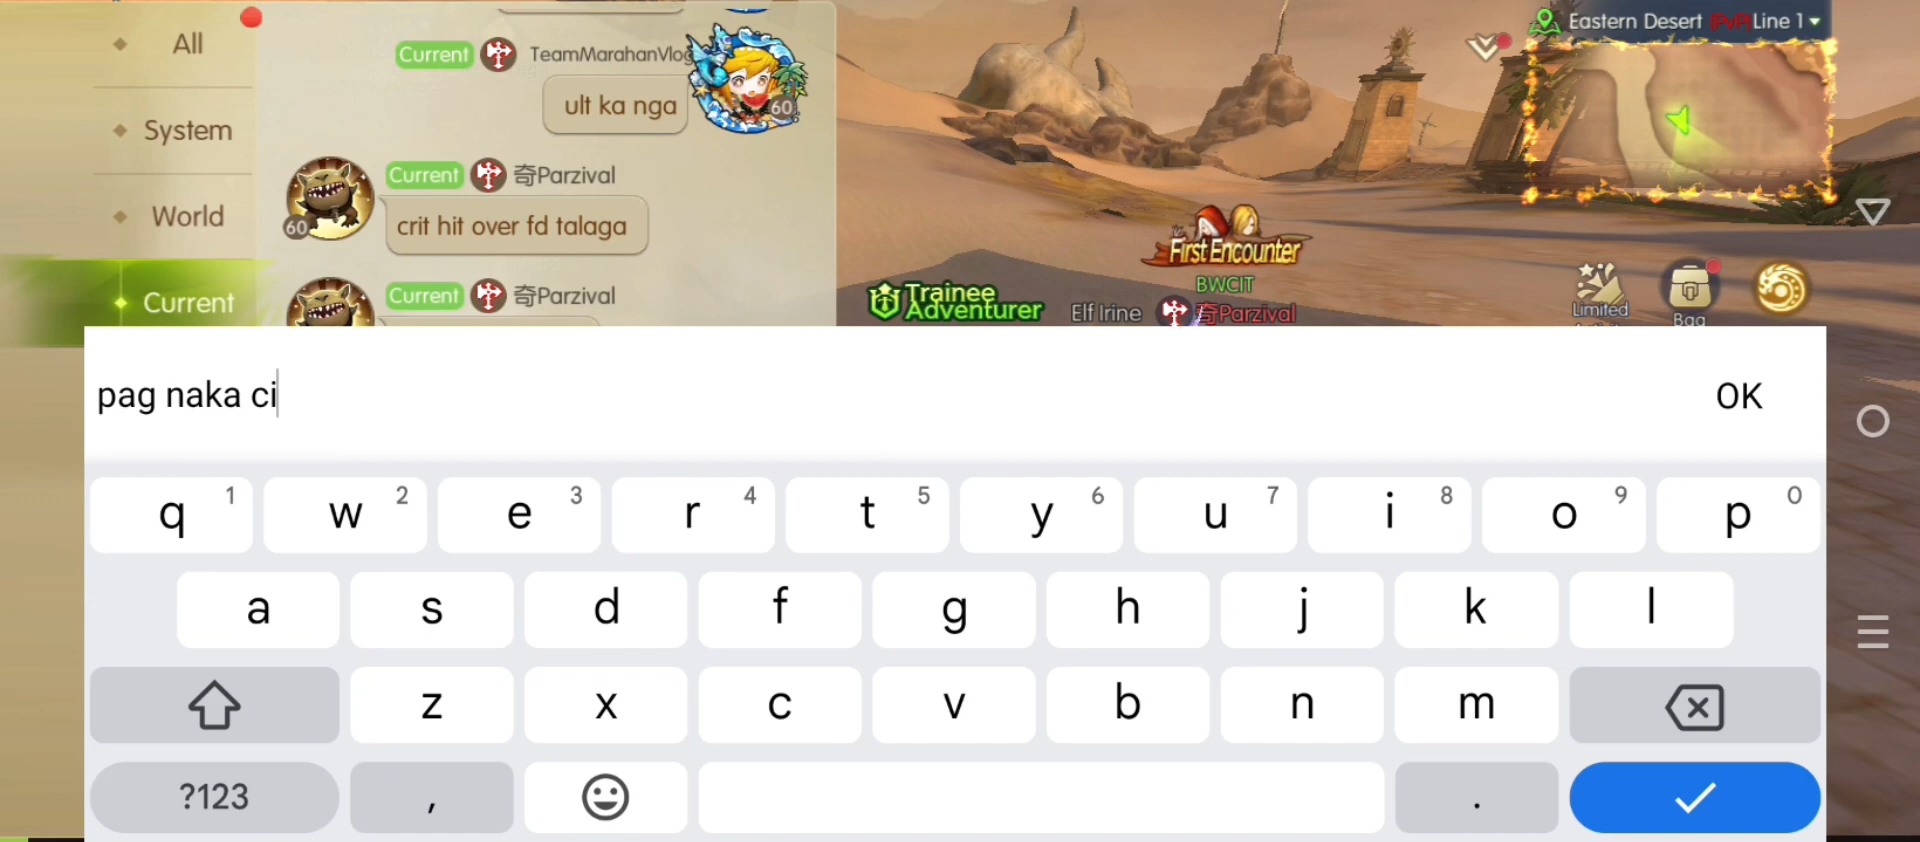 All
System
World
Current
Current TeamMarahanVlog
ult ka nga
60
Current 奇Parzival
crit hit over fd talaga
60
Current 奇Parzival
Eastern Desert (PvP) Line 1
First Encounter
BWCIT
Trainee Adventurer
Elf Irine
奇Parzival
Limited
Bag
pag naka ci
OK
q 1 w 2 e 3 r 4 t 5 y 6 u 7 i 8 o 9 p 0
a s d f g h j k l
z x c v b n m
?123 , .